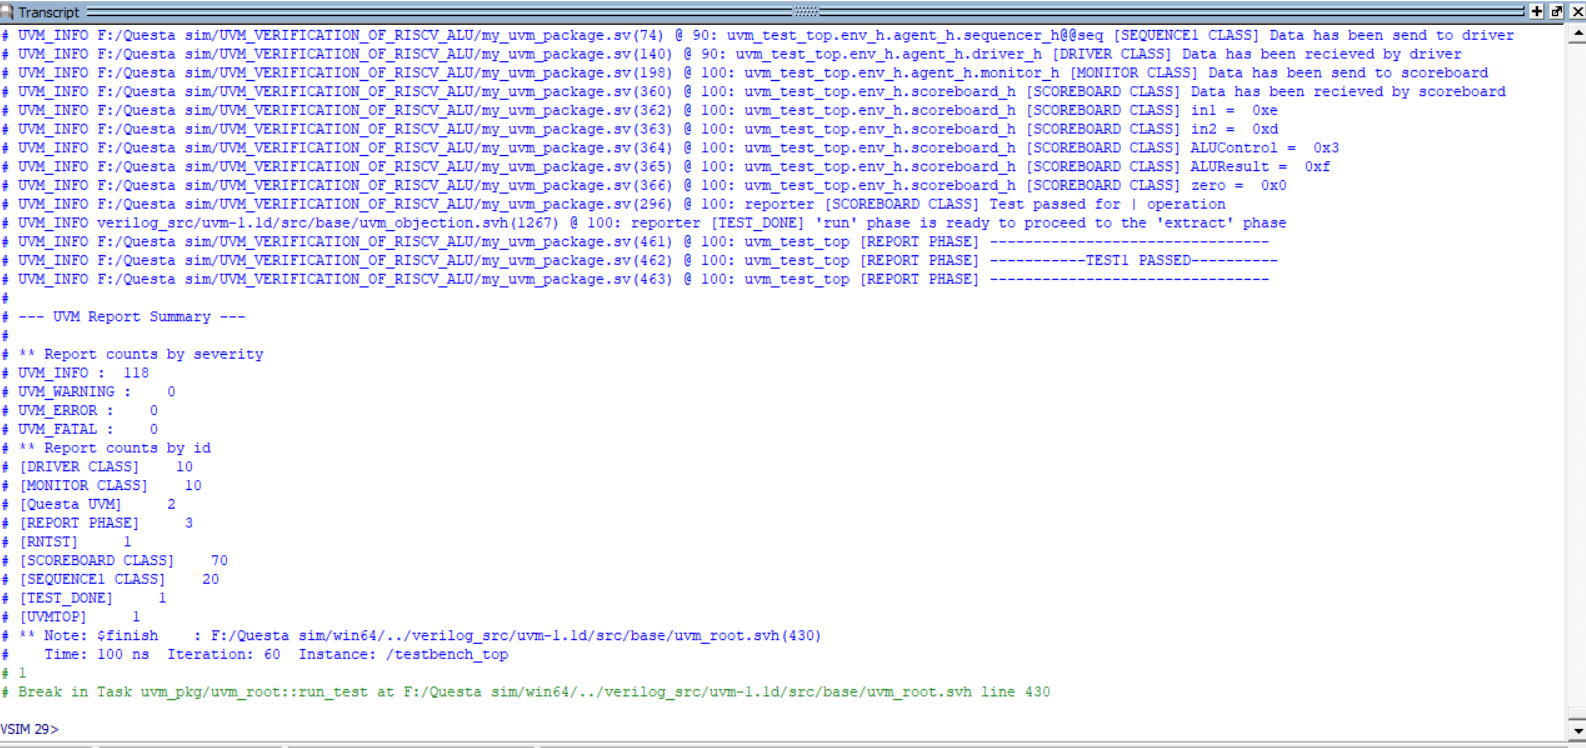 Transcript
# UVM_INFO F:/Questa sim/UVM_VERIFICATION_OF_RISCV_ALU/my_uvm_package.sv(74) @ 90: uvm_test_top.env_h.agent_h.sequencer_h@@seq [SEQUENCE1 CLASS] Data has been send to driver
# UVM_INFO F:/Questa sim/UVM_VERIFICATION_OF_RISCV_ALU/my_uvm_package.sv(140) @ 90: uvm_test_top.env_h.agent_h.driver_h [DRIVER CLASS] Data has been recieved by driver
# UVM_INFO F:/Questa sim/UVM_VERIFICATION_OF_RISCV_ALU/my_uvm_package.sv(198) @ 100: uvm_test_top.env_h.agent_h.monitor_h [MONITOR CLASS] Data has been send to scoreboard
# UVM_INFO F:/Questa sim/UVM_VERIFICATION_OF_RISCV_ALU/my_uvm_package.sv(360) @ 100: uvm_test_top.env_h.scoreboard_h [SCOREBOARD CLASS] Data has been recieved by scoreboard
# UVM_INFO F:/Questa sim/UVM_VERIFICATION_OF_RISCV_ALU/my_uvm_package.sv(362) @ 100: uvm_test_top.env_h.scoreboard_h [SCOREBOARD CLASS] in1 =  0xe
# UVM_INFO F:/Questa sim/UVM_VERIFICATION_OF_RISCV_ALU/my_uvm_package.sv(363) @ 100: uvm_test_top.env_h.scoreboard_h [SCOREBOARD CLASS] in2 =  0xd
# UVM_INFO F:/Questa sim/UVM_VERIFICATION_OF_RISCV_ALU/my_uvm_package.sv(364) @ 100: uvm_test_top.env_h.scoreboard_h [SCOREBOARD CLASS] ALUControl =  0x3
# UVM_INFO F:/Questa sim/UVM_VERIFICATION_OF_RISCV_ALU/my_uvm_package.sv(365) @ 100: uvm_test_top.env_h.scoreboard_h [SCOREBOARD CLASS] ALUResult =  0xf
# UVM_INFO F:/Questa sim/UVM_VERIFICATION_OF_RISCV_ALU/my_uvm_package.sv(366) @ 100: uvm_test_top.env_h.scoreboard_h [SCOREBOARD CLASS] zero =  0x0
# UVM_INFO F:/Questa sim/UVM_VERIFICATION_OF_RISCV_ALU/my_uvm_package.sv(296) @ 100: reporter [SCOREBOARD CLASS] Test passed for | operation
# UVM_INFO verilog_src/uvm-1.1d/src/base/uvm_objection.svh(1267) @ 100: reporter [TEST_DONE] 'run' phase is ready to proceed to the 'extract' phase
# UVM_INFO F:/Questa sim/UVM_VERIFICATION_OF_RISCV_ALU/my_uvm_package.sv(461) @ 100: uvm_test_top [REPORT PHASE] ---------------------------------
# UVM_INFO F:/Questa sim/UVM_VERIFICATION_OF_RISCV_ALU/my_uvm_package.sv(462) @ 100: uvm_test_top [REPORT PHASE] -----------TEST1 PASSED----------
# UVM_INFO F:/Questa sim/UVM_VERIFICATION_OF_RISCV_ALU/my_uvm_package.sv(463) @ 100: uvm_test_top [REPORT PHASE] ---------------------------------
#
# --- UVM Report Summary ---
#
# ** Report counts by severity
# UVM_INFO :  118
# UVM_WARNING :    0
# UVM_ERROR :    0
# UVM_FATAL :    0
# ** Report counts by id
# [DRIVER CLASS]    10
# [MONITOR CLASS]    10
# [Questa UVM]     2
# [REPORT PHASE]     3
# [RNTST]     1
# [SCOREBOARD CLASS]    70
# [SEQUENCE1 CLASS]    20
# [TEST_DONE]     1
# [UVMTOP]     1
# ** Note: $finish    : F:/Questa sim/win64/../verilog_src/uvm-1.1d/src/base/uvm_root.svh(430)
#    Time: 100 ns  Iteration: 60  Instance: /testbench_top
# 1
# Break in Task uvm_pkg/uvm_root::run_test at F:/Questa sim/win64/../verilog_src/uvm-1.1d/src/base/uvm_root.svh line 430
VSIM 29>